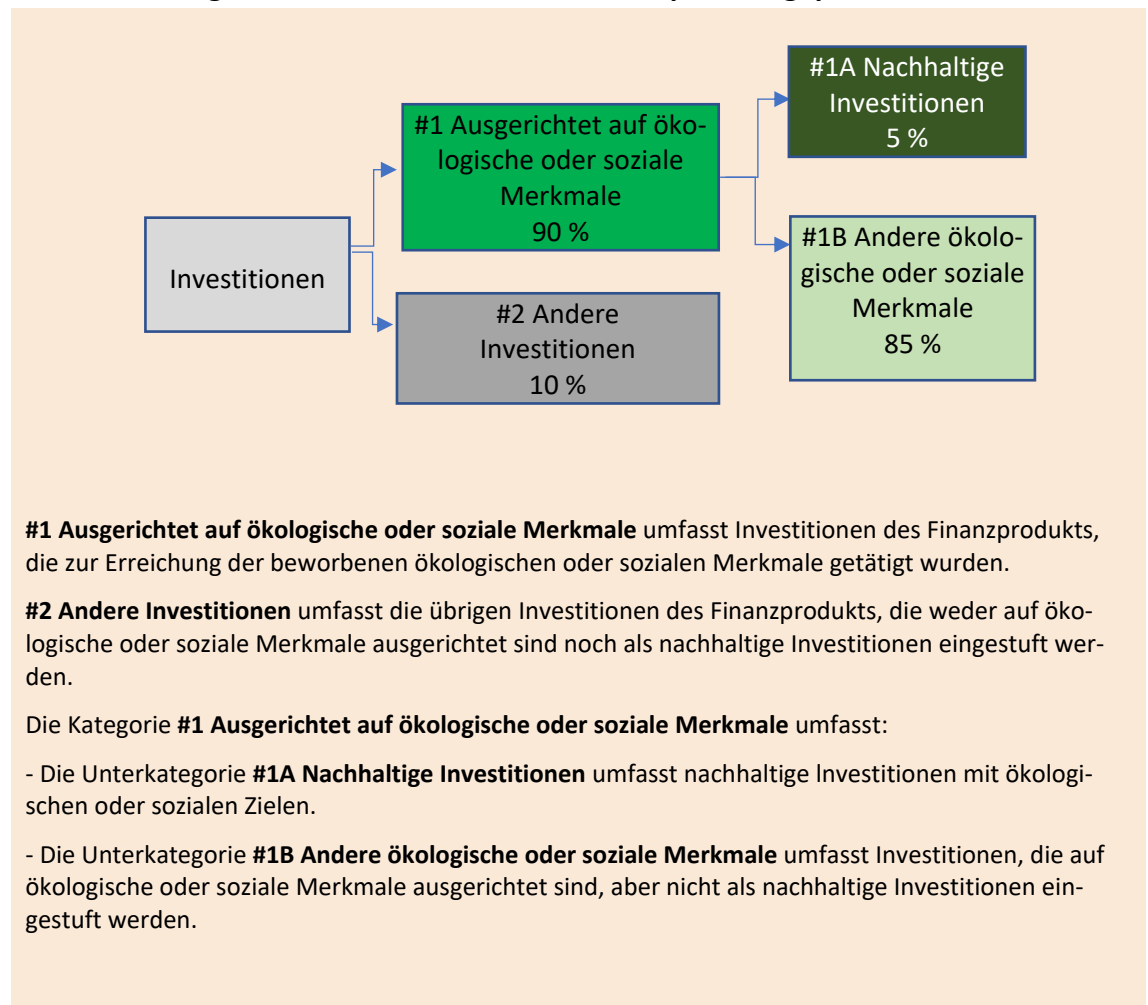 #1A Nachhaltige
Investitionen
5 %
#1 Ausgerichtet auf öko-
logische oder soziale
Merkmale
90 %
#1B Andere ökolo-
gische oder soziale
Merkmale
85 %
Investitionen
#2 Andere
Investitionen
10 %
#1 Ausgerichtet auf ökologische oder soziale Merkmale umfasst Investitionen des Finanzprodukts,
die zur Erreichung der beworbenen ökologischen oder sozialen Merkmale getätigt wurden.
#2 Andere Investitionen umfasst die übrigen Investitionen des Finanzprodukts, die weder auf öko-
logische oder soziale Merkmale ausgerichtet sind noch als nachhaltige Investitionen eingestuft wer-
den.
Die Kategorie #1 Ausgerichtet auf ökologische oder soziale Merkmale umfasst:
- Die Unterkategorie #1A Nachhaltige Investitionen umfasst nachhaltige lnvestitionen mit ökologi-
schen oder sozialen Zielen.
- Die Unterkategorie #1B Andere ökologische oder soziale Merkmale umfasst Investitionen, die auf
ökologische oder soziale Merkmale ausgerichtet sind, aber nicht als nachhaltige Investitionen ein-
gestuft werden.